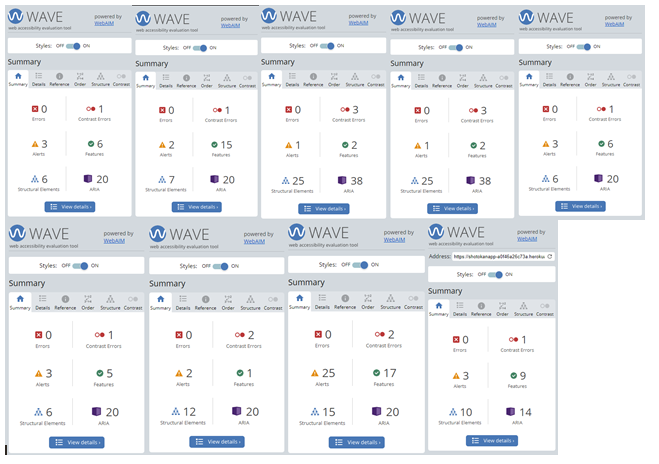 WAVE powered by WebAIM
web accessibility evaluation tool
Styles: OFF ON
Summary
Summary Details Reference Order Structure Contrast
0 1
Errors Contrast Errors
3 6
Alerts Features
6 20
Structural Elements ARIA
View details ›
WAVE powered by WebAIM
web accessibility evaluation tool
Styles: OFF ON
Summary
Summary Details Reference Order Structure Contrast
0 1
Errors Contrast Errors
2 15
Alerts Features
7 20
Structural Elements ARIA
View details ›
WAVE powered by WebAIM
web accessibility evaluation tool
Styles: OFF ON
Summary
Summary Details Reference Order Structure Contrast
0 3
Errors Contrast Errors
1 2
Alerts Features
25 38
Structural Elements ARIA
View details ›
WAVE powered by WebAIM
web accessibility evaluation tool
Styles: OFF ON
Summary
Summary Details Reference Order Structure Contrast
0 3
Errors Contrast Errors
1 2
Alerts Features
25 38
Structural Elements ARIA
View details ›
WAVE powered by WebAIM
web accessibility evaluation tool
Styles: OFF ON
Summary
Summary Details Reference Order Structure Contrast
0 1
Errors Contrast Errors
3 6
Alerts Features
6 20
Structural Elements ARIA
View details ›
WAVE powered by WebAIM
web accessibility evaluation tool
Styles: OFF ON
Summary
Summary Details Reference Order Structure Contrast
0 1
Errors Contrast Errors
3 5
Alerts Features
6 20
Structural Elements ARIA
View details ›
WAVE powered by WebAIM
web accessibility evaluation tool
Styles: OFF ON
Summary
Summary Details Reference Order Structure Contrast
0 2
Errors Contrast Errors
2 1
Alerts Features
12 20
Structural Elements ARIA
View details ›
WAVE powered by WebAIM
web accessibility evaluation tool
Styles: OFF ON
Summary
Summary Details Reference Order Structure Contrast
0 2
Errors Contrast Errors
25 17
Alerts Features
15 20
Structural Elements ARIA
View details ›
WAVE powered by WebAIM
web accessibility evaluation tool
Address:
Styles: OFF ON
Summary
Summary Details Reference Order Structure Contrast
0 1
Errors Contrast Errors
3 9
Alerts Features
10 14
Structural Elements ARIA
View details ›